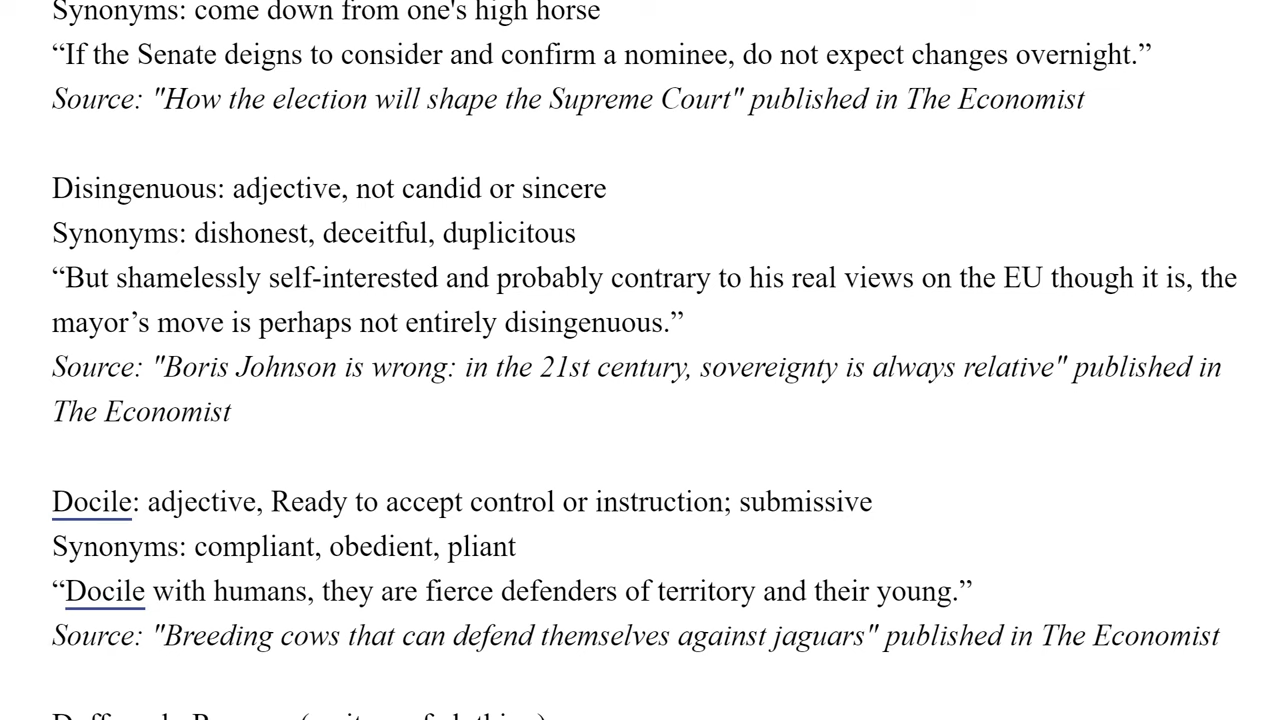 Synonyms: come down from one's high horse
“If the Senate deigns to consider and confirm a nominee, do not expect changes overnight.”
Source: "How the election will shape the Supreme Court" published in The Economist
Disingenuous: adjective, not candid or sincere
Synonyms: dishonest, deceitful, duplicitous
“But shamelessly self-interested and probably contrary to his real views on the EU though it is, the
mayor’s move is perhaps not entirely disingenuous.”
Source: "Boris Johnson is wrong: in the 21st century, sovereignty is always relative" published in
The Economist
Docile: adjective, Ready to accept control or instruction; submissive
Synonyms: compliant, obedient, pliant
“Docile with humans, they are fierce defenders of territory and their young.”
Source: "Breeding cows that can defend themselves against jaguars" published in The Economist